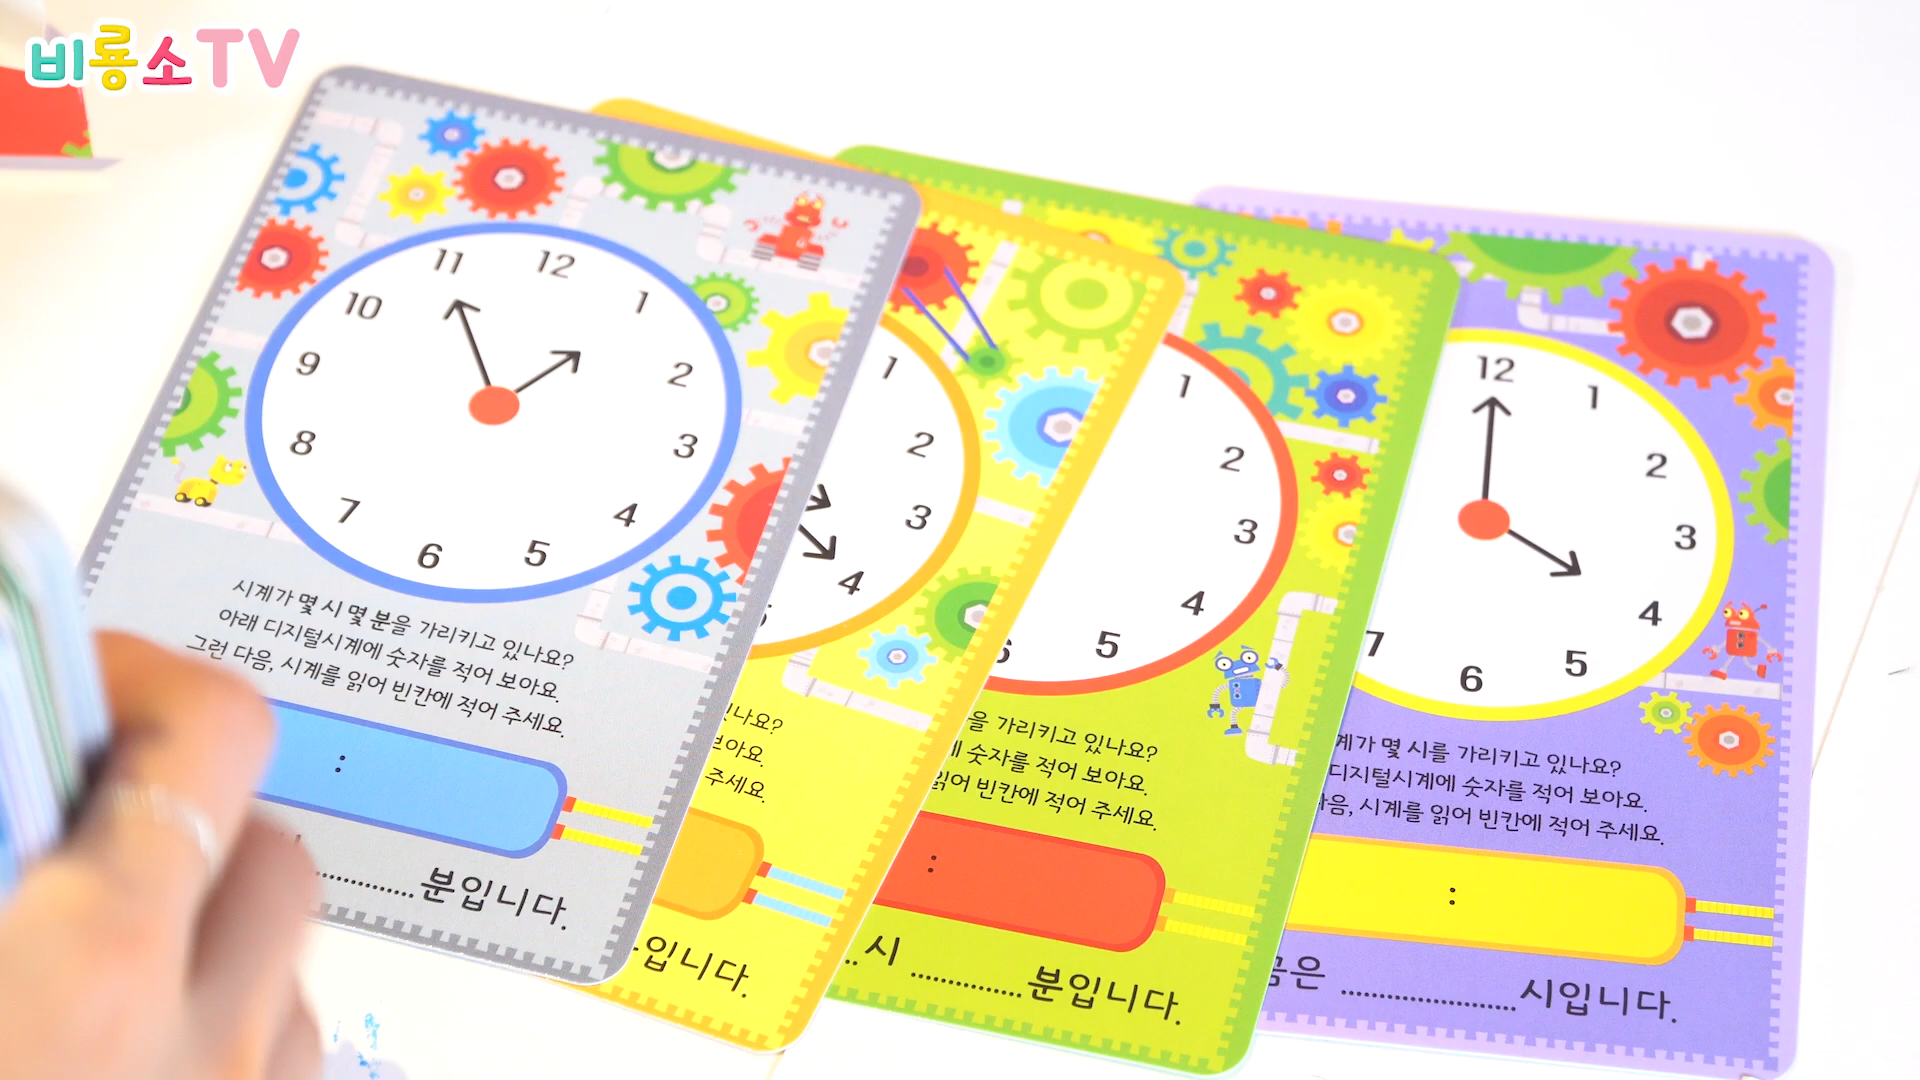 비룡소TV
11 12 1
10 2
9 3
8 4
7 6 5
시계가 몇 시 몇 분을 가리키고 있나요?
아래 디지털시계에 숫자를 적어 보아요.
그런 다음, 시계를 읽어 빈칸에 적어 주세요.
:
분입니다.
1
2
3
4
있나요?
보아요.
주세요.
입니다.
1
2
3
4
5
을 가리키고 있나요?
숫자를 적어 보아요.
읽어 빈칸에 적어 주세요.
:
시 분입니다.
12 1
2
3
4
7 6 5
몇 시를 가리키고 있나요?
디지털시계에 숫자를 적어 보아요.
시계를 읽어 빈칸에 적어 주세요.
:
시입니다.